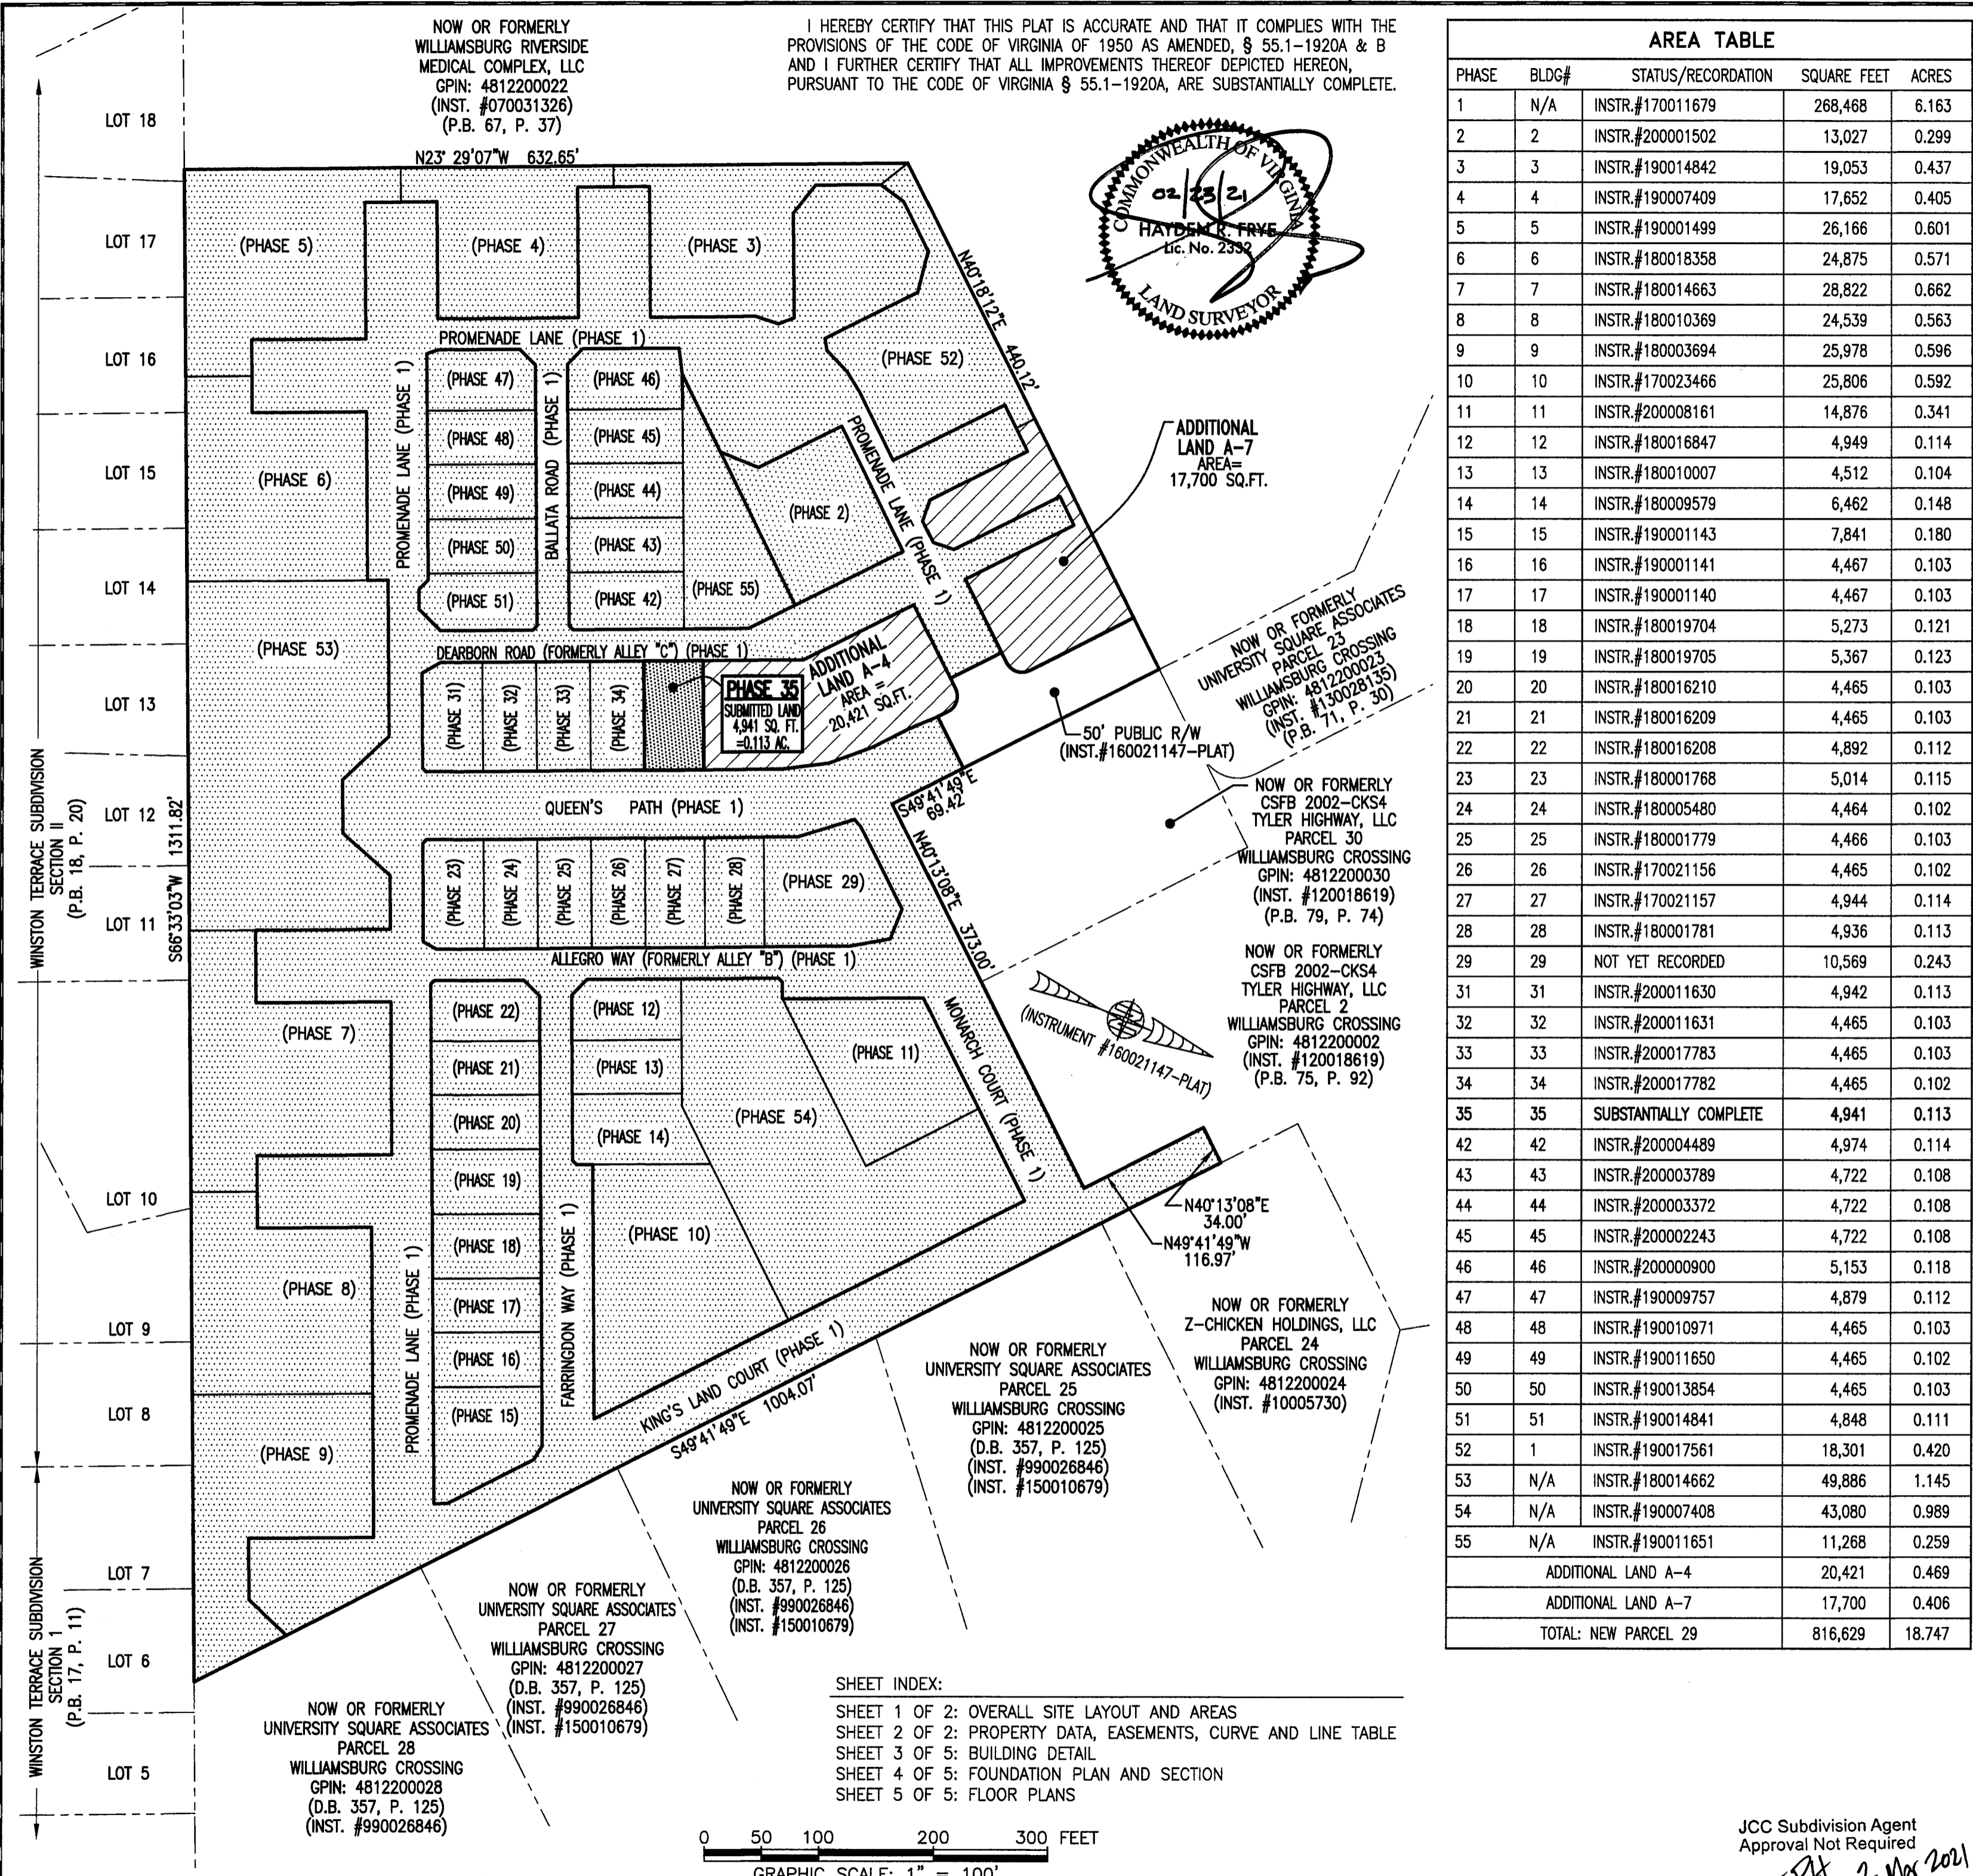 NOW OR FORMERLY
WILLIAMSBURG RIVERSIDE
MEDICAL COMPLEX, LLC
GPIN: 4812200022
(INST. #070031326)
(P.B. 67, P. 37)
I HEREBY CERTIFY THAT THIS PLAT IS ACCURATE AND THAT IT COMPLIES WITH THE
PROVISIONS OF THE CODE OF VIRGINIA OF 1950 AS AMENDED, § 55.1-1920A & B
AND I FURTHER CERTIFY THAT ALL IMPROVEMENTS THEREOF DEPICTED HEREON,
PURSUANT TO THE CODE OF VIRGINIA § 55.1-1920A, ARE SUBSTANTIALLY COMPLETE.
COMMONWEALTH OF VIRGINIA
02/23/21
HAYDEN R. FRYE
Lic. No. 2332
LAND SURVEYOR
N23° 29'07"W 632.65'
LOT 18
LOT 17
LOT 16
LOT 15
LOT 14
LOT 13
LOT 12
LOT 11
LOT 10
LOT 9
LOT 8
LOT 7
LOT 6
LOT 5
WINSTON TERRACE SUBDIVISION
SECTION II
(P.B. 18, P. 20)
S66°33'03"W 1311.82'
WINSTON TERRACE SUBDIVISION
SECTION 1
(P.B. 17, P. 11)
(PHASE 5)
(PHASE 4)
(PHASE 3)
N40°18'12"E 440.12'
PROMENADE LANE (PHASE 1)
(PHASE 52)
(PHASE 47)
(PHASE 46)
(PHASE 48)
(PHASE 45)
(PHASE 49)
(PHASE 44)
(PHASE 50)
(PHASE 43)
(PHASE 51)
(PHASE 42)
(PHASE 55)
(PHASE 2)
(PHASE 6)
PROMENADE LANE (PHASE 1)
BALLATA ROAD (PHASE 1)
PROMENADE LANE (PHASE 1)
ADDITIONAL
LAND A-7
AREA=
17,700 SQ.FT.
(PHASE 53)
DEARBORN ROAD (FORMERLY ALLEY "C") (PHASE 1)
(PHASE 31)
(PHASE 32)
(PHASE 33)
(PHASE 34)
PHASE 35
SUBMITTED LAND
4,941 SQ. FT.
=0.113 AC.
ADDITIONAL
LAND A-4
AREA =
20,421 SQ.FT.
50' PUBLIC R/W
(INST.#160021147-PLAT)
NOW OR FORMERLY
UNIVERSITY SQUARE ASSOCIATES
PARCEL 23
WILLIAMSBURG CROSSING
GPIN: 4812200023
(INST. #130028135)
(P.B. 71, P. 30)
QUEEN'S PATH (PHASE 1)
S49°41'49"E
69.42'
NOW OR FORMERLY
CSFB 2002-CKS4
TYLER HIGHWAY, LLC
PARCEL 30
WILLIAMSBURG CROSSING
GPIN: 4812200030
(INST. #120018619)
(P.B. 79, P. 74)
(PHASE 23)
(PHASE 24)
(PHASE 25)
(PHASE 26)
(PHASE 27)
(PHASE 28)
(PHASE 29)
N40°13'08"E 373.00'
ALLEGRO WAY (FORMERLY ALLEY "B") (PHASE 1)
NOW OR FORMERLY
CSFB 2002-CKS4
TYLER HIGHWAY, LLC
PARCEL 2
WILLIAMSBURG CROSSING
GPIN: 4812200002
(INST. #120018619)
(P.B. 75, P. 92)
(INSTRUMENT #160021147-PLAT)
(PHASE 7)
(PHASE 22)
(PHASE 21)
(PHASE 20)
(PHASE 19)
(PHASE 18)
(PHASE 17)
(PHASE 16)
(PHASE 15)
(PHASE 12)
(PHASE 13)
(PHASE 14)
(PHASE 11)
(PHASE 54)
(PHASE 10)
MONARCH COURT (PHASE 1)
(PHASE 8)
(PHASE 9)
PROMENADE LANE (PHASE 1)
FARRINGDON WAY (PHASE 1)
KING'S LAND COURT (PHASE 1)
S49°41'49"E 1004.07'
N40°13'08"E
34.00'
N49°41'49"W
116.97'
NOW OR FORMERLY
Z-CHICKEN HOLDINGS, LLC
PARCEL 24
WILLIAMSBURG CROSSING
GPIN: 4812200024
(INST. #10005730)
NOW OR FORMERLY
UNIVERSITY SQUARE ASSOCIATES
PARCEL 25
WILLIAMSBURG CROSSING
GPIN: 4812200025
(D.B. 357, P. 125)
(INST. #990026846)
(INST. #150010679)
NOW OR FORMERLY
UNIVERSITY SQUARE ASSOCIATES
PARCEL 26
WILLIAMSBURG CROSSING
GPIN: 4812200026
(D.B. 357, P. 125)
(INST. #990026846)
(INST. #150010679)
NOW OR FORMERLY
UNIVERSITY SQUARE ASSOCIATES
PARCEL 27
WILLIAMSBURG CROSSING
GPIN: 4812200027
(D.B. 357, P. 125)
(INST. #990026846)
(INST. #150010679)
NOW OR FORMERLY
UNIVERSITY SQUARE ASSOCIATES
PARCEL 28
WILLIAMSBURG CROSSING
GPIN: 4812200028
(D.B. 357, P. 125)
(INST. #990026846)
SHEET INDEX:
SHEET 1 OF 2: OVERALL SITE LAYOUT AND AREAS
SHEET 2 OF 2: PROPERTY DATA, EASEMENTS, CURVE AND LINE TABLE
SHEET 3 OF 5: BUILDING DETAIL
SHEET 4 OF 5: FOUNDATION PLAN AND SECTION
SHEET 5 OF 5: FLOOR PLANS
0 50 100 200 300 FEET
GRAPHIC SCALE: 1" = 100'
AREA TABLE
PHASE BLDG# STATUS/RECORDATION SQUARE FEET ACRES
1 N/A INSTR.#170011679 268,468 6.163
2 2 INSTR.#200001502 13,027 0.299
3 3 INSTR.#190014842 19,053 0.437
4 4 INSTR.#190007409 17,652 0.405
5 5 INSTR.#190001499 26,166 0.601
6 6 INSTR.#180018358 24,875 0.571
7 7 INSTR.#180014663 28,822 0.662
8 8 INSTR.#180010369 24,539 0.563
9 9 INSTR.#180003694 25,978 0.596
10 10 INSTR.#170023466 25,806 0.592
11 11 INSTR.#200008161 14,876 0.341
12 12 INSTR.#180016847 4,949 0.114
13 13 INSTR.#180010007 4,512 0.104
14 14 INSTR.#180009579 6,462 0.148
15 15 INSTR.#190001143 7,841 0.180
16 16 INSTR.#190001141 4,467 0.103
17 17 INSTR.#190001140 4,467 0.103
18 18 INSTR.#180019704 5,273 0.121
19 19 INSTR.#180019705 5,367 0.123
20 20 INSTR.#180016210 4,465 0.103
21 21 INSTR.#180016209 4,465 0.103
22 22 INSTR.#180016208 4,892 0.112
23 23 INSTR.#180001768 5,014 0.115
24 24 INSTR.#180005480 4,464 0.102
25 25 INSTR.#180001779 4,466 0.103
26 26 INSTR.#170021156 4,465 0.102
27 27 INSTR.#170021157 4,944 0.114
28 28 INSTR.#180001781 4,936 0.113
29 29 NOT YET RECORDED 10,569 0.243
31 31 INSTR.#200011630 4,942 0.113
32 32 INSTR.#200011631 4,465 0.103
33 33 INSTR.#200017783 4,465 0.103
34 34 INSTR.#200017782 4,465 0.102
35 35 SUBSTANTIALLY COMPLETE 4,941 0.113
42 42 INSTR.#200004489 4,974 0.114
43 43 INSTR.#200003789 4,722 0.108
44 44 INSTR.#200003372 4,722 0.108
45 45 INSTR.#200002243 4,722 0.108
46 46 INSTR.#200000900 5,153 0.118
47 47 INSTR.#190009757 4,879 0.112
48 48 INSTR.#190010971 4,465 0.103
49 49 INSTR.#190011650 4,465 0.102
50 50 INSTR.#190013854 4,465 0.103
51 51 INSTR.#190014841 4,848 0.111
52 1 INSTR.#190017561 18,301 0.420
53 N/A INSTR.#180014662 49,886 1.145
54 N/A INSTR.#190007408 43,080 0.989
55 N/A INSTR.#190011651 11,268 0.259
ADDITIONAL LAND A-4 20,421 0.469
ADDITIONAL LAND A-7 17,700 0.406
TOTAL: NEW PARCEL 29 816,629 18.747
JCC Subdivision Agent
Approval Not Required
2 Mar 2021